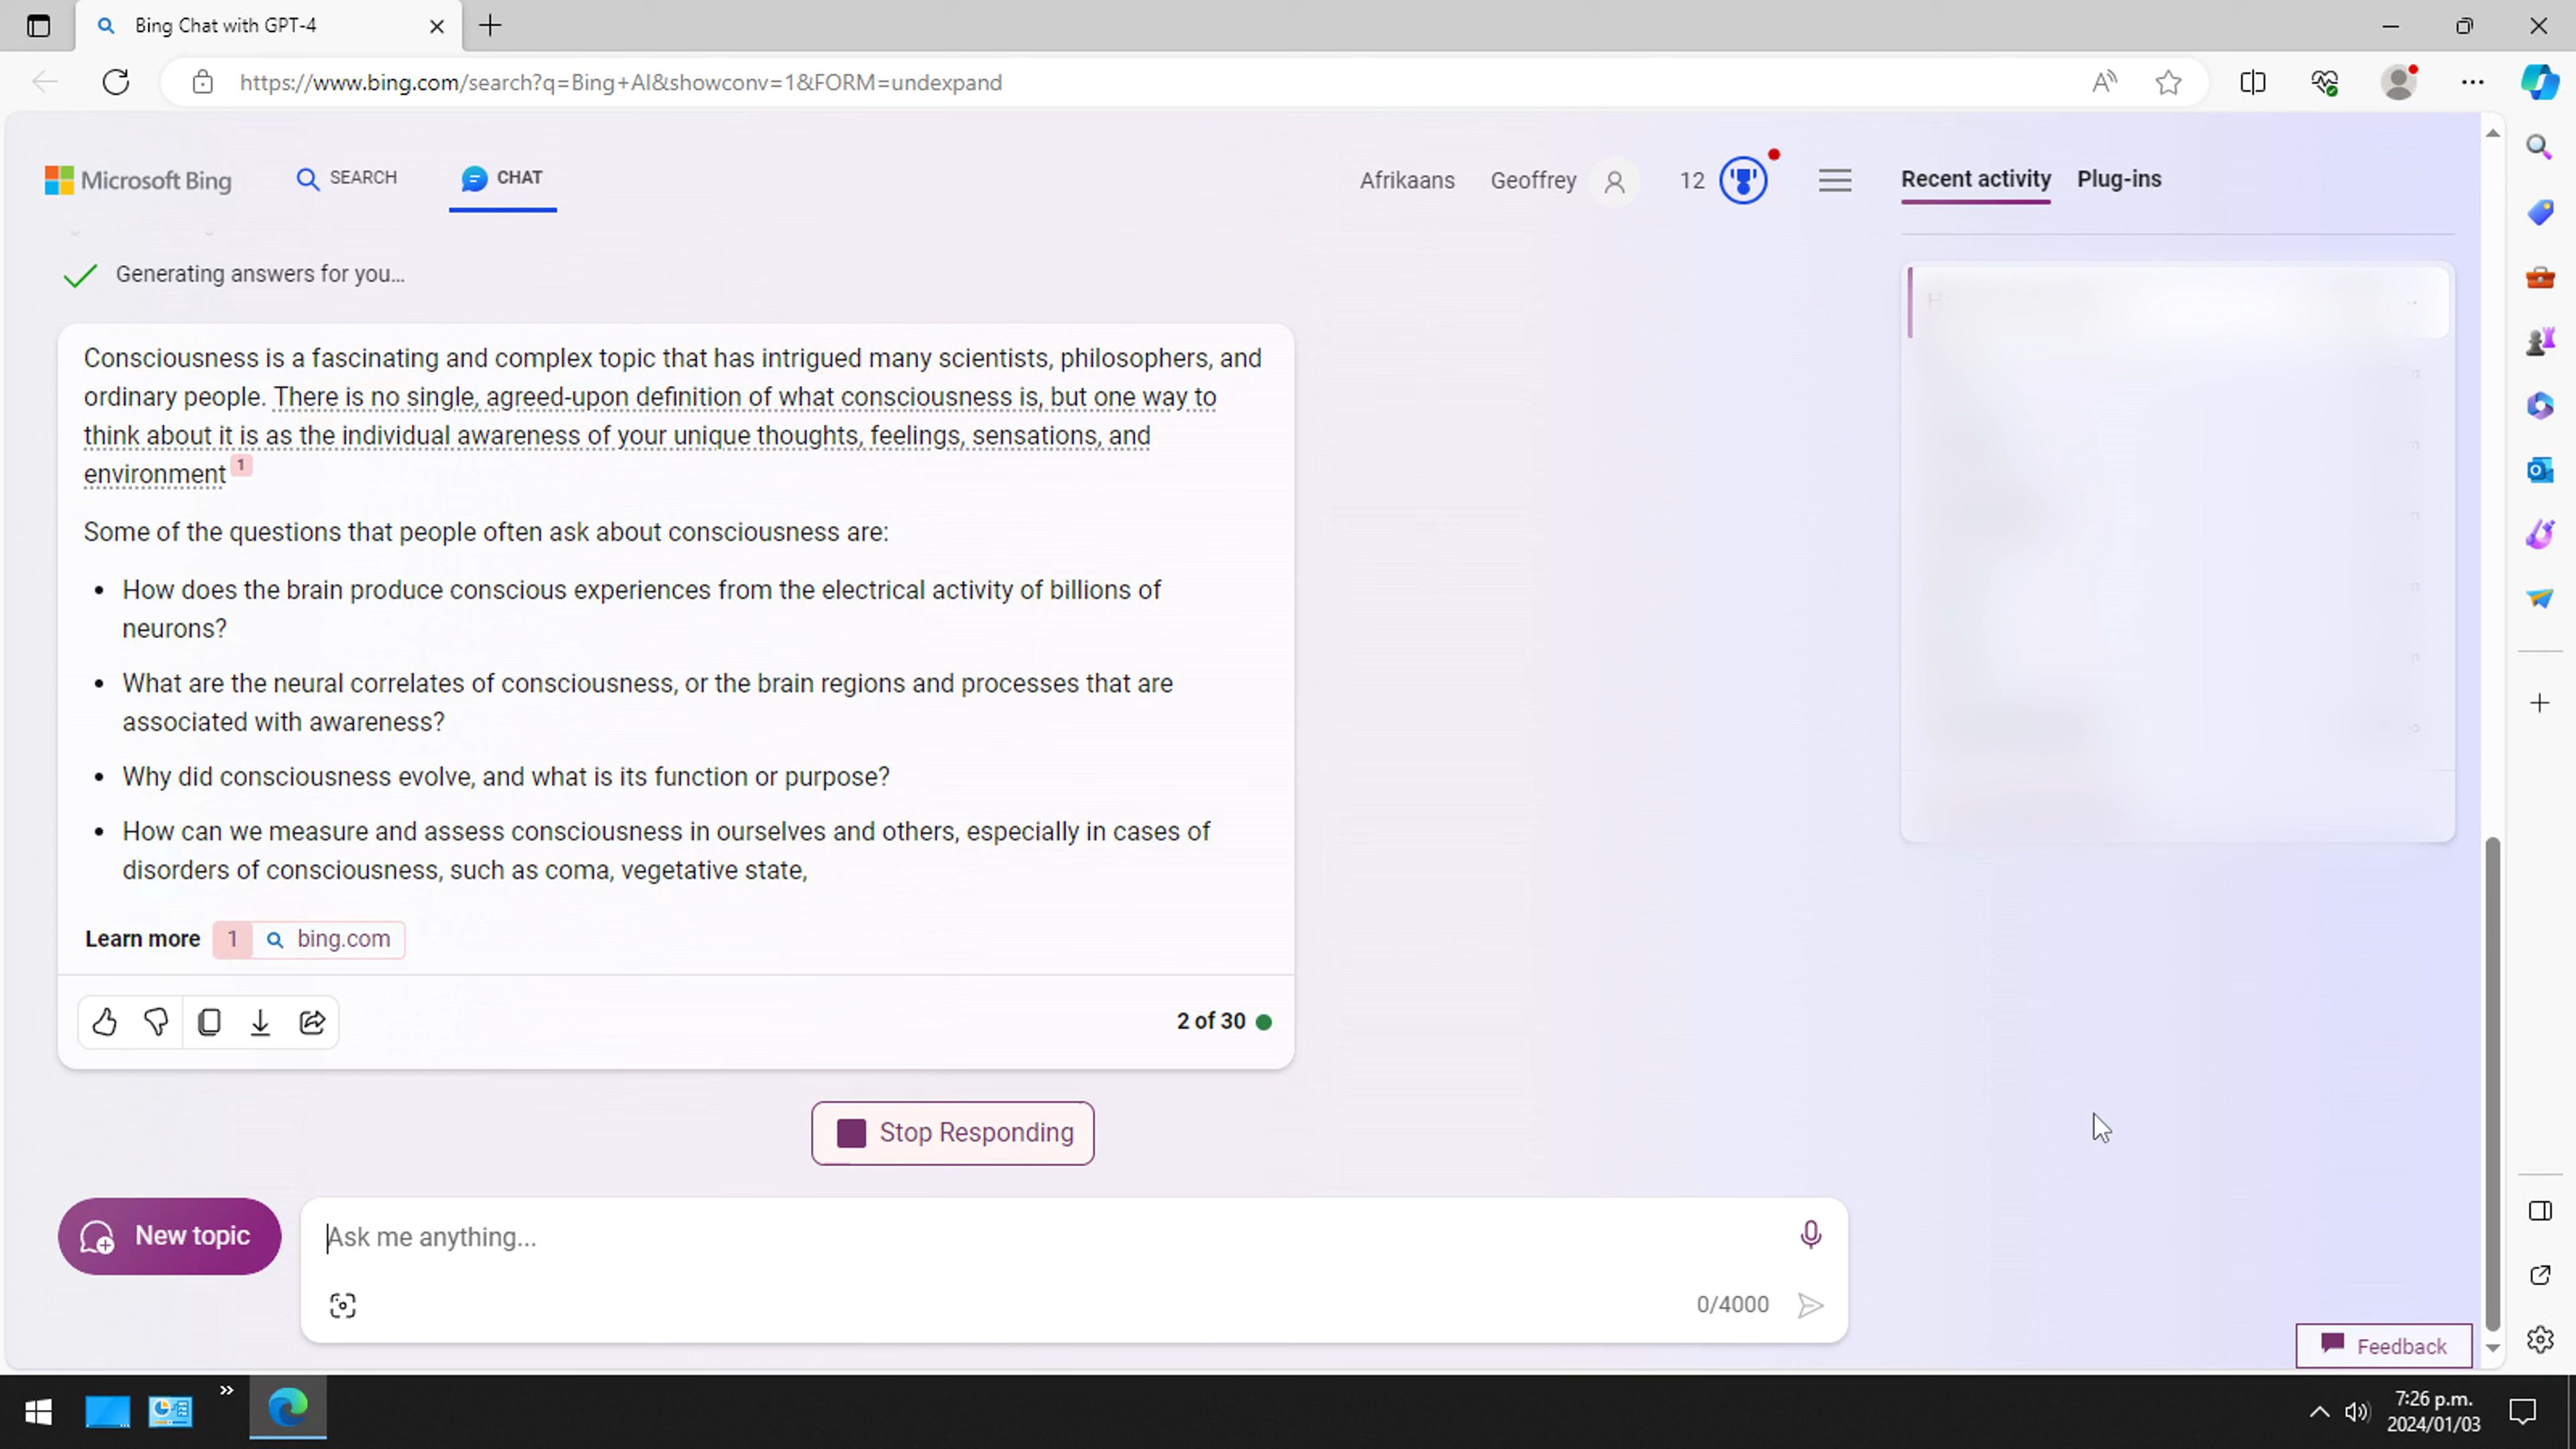 Bing Chat with GPT-4
https://www.bing.com/search?q=Bing+AI&showconv=1&FORM=undexpand
Microsoft Bing
SEARCH
CHAT
Afrikaans
Geoffrey
12
Recent activity
Plug-ins
Generating answers for you...
Consciousness is a fascinating and complex topic that has intrigued many scientists, philosophers, and
ordinary people. There is no single, agreed-upon definition of what consciousness is, but one way to
think about it is as the individual awareness of your unique thoughts, feelings, sensations, and
environment 1
Some of the questions that people often ask about consciousness are:
• How does the brain produce conscious experiences from the electrical activity of billions of
neurons?
• What are the neural correlates of consciousness, or the brain regions and processes that are
associated with awareness?
• Why did consciousness evolve, and what is its function or purpose?
• How can we measure and assess consciousness in ourselves and others, especially in cases of
disorders of consciousness, such as coma, vegetative state,
Learn more 1 bing.com
2 of 30
Stop Responding
New topic
Ask me anything...
0/4000
Feedback
7:26 p.m.
2024/01/03